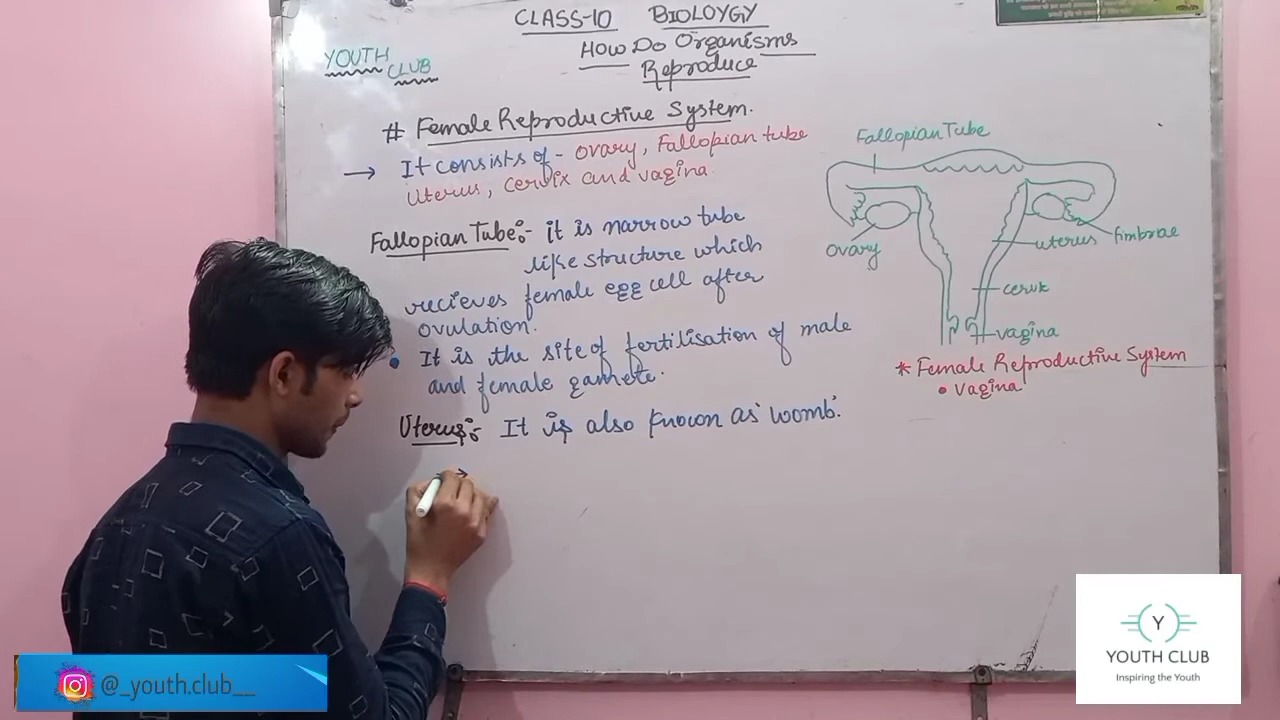 CLASS-10 BIOLOYGY
HOW DO Organisms
Reproduce
YOUTH
CLUB
# Female Reproductive System.
→ It consists of - ovary, Fallopian tube
Uterus, cervix and vagina.
Fallopian Tube:- it is narrow tube
like structure which
recieves female egg cell after
ovulation.
• It is the site of fertilisation of male
and female gamete.
Uterus:- It is also known as womb.
→
Fallopian Tube
ovary
uterus
fimbrae
cervix
vagina
* Female Reproductive System
• vagina
@_youth.club__
Y
YOUTH CLUB
Inspiring the Youth